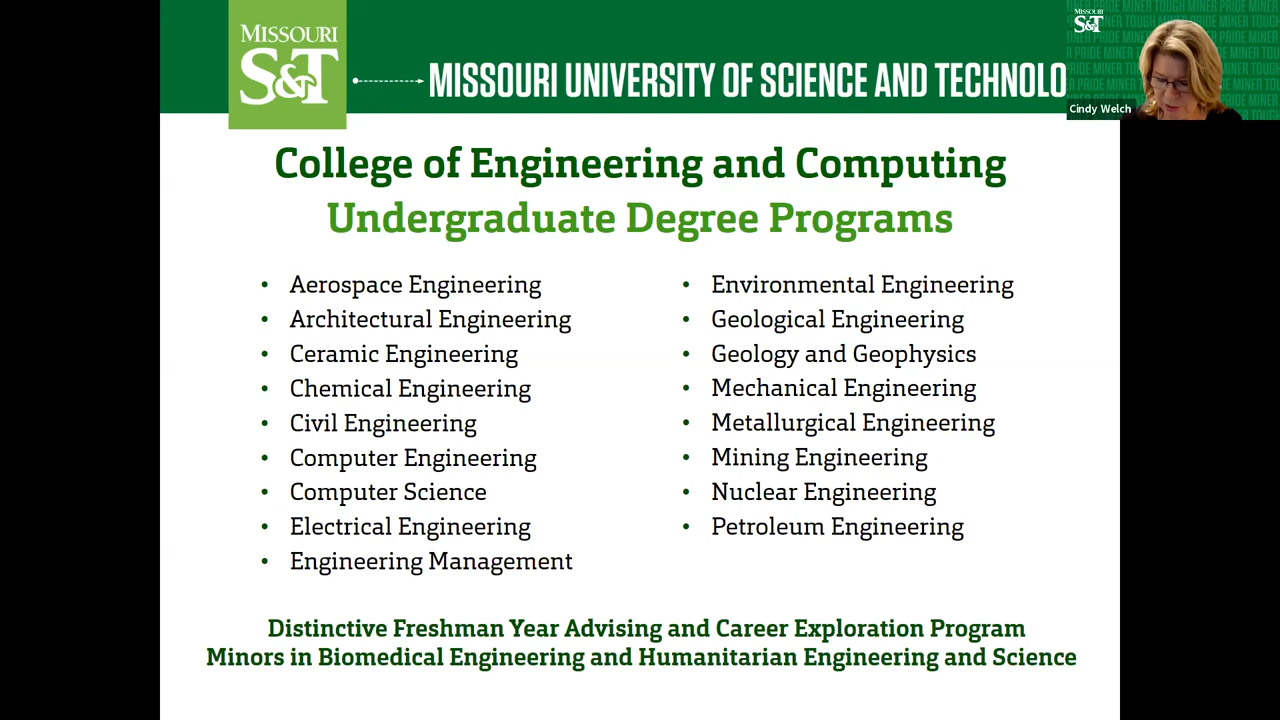 MISSOURI
S&T
MISSOURI UNIVERSITY OF SCIENCE AND TECHNOLO
MISSOURI
S&T
Cindy Welch
College of Engineering and Computing
Undergraduate Degree Programs
• Aerospace Engineering
• Architectural Engineering
• Ceramic Engineering
• Chemical Engineering
• Civil Engineering
• Computer Engineering
• Computer Science
• Electrical Engineering
• Engineering Management
• Environmental Engineering
• Geological Engineering
• Geology and Geophysics
• Mechanical Engineering
• Metallurgical Engineering
• Mining Engineering
• Nuclear Engineering
• Petroleum Engineering
Distinctive Freshman Year Advising and Career Exploration Program
Minors in Biomedical Engineering and Humanitarian Engineering and Science